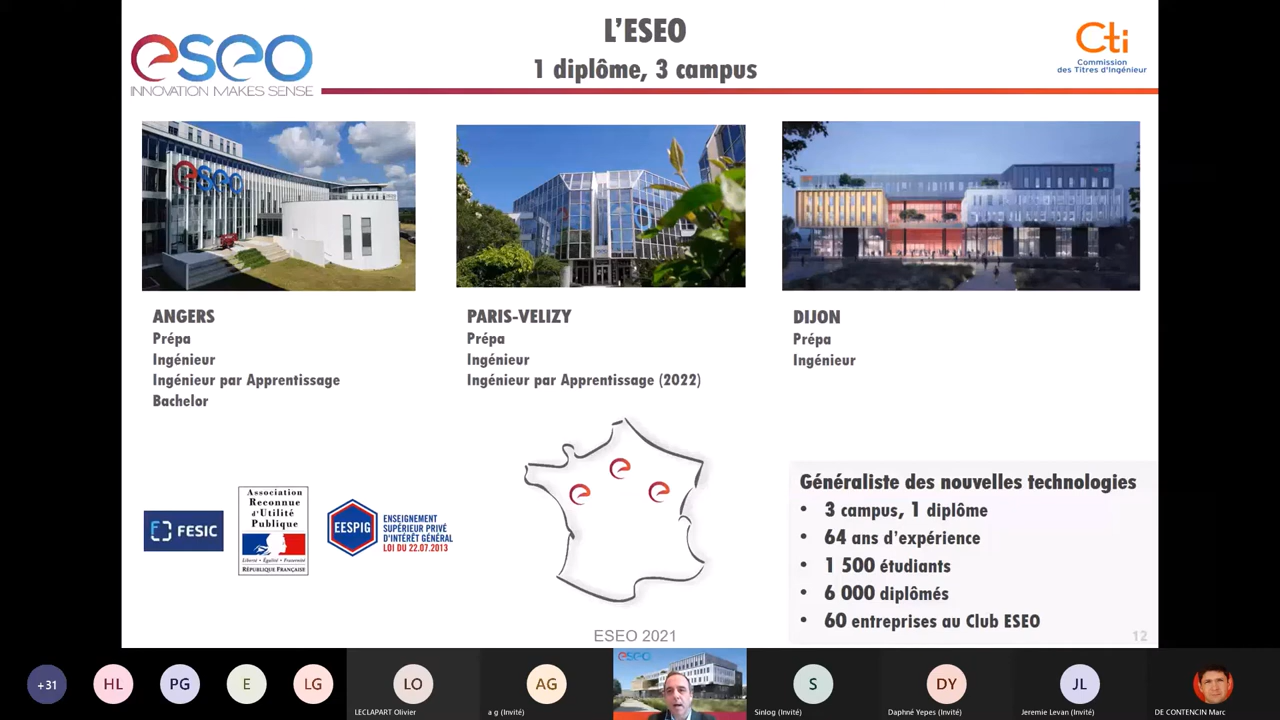 L'ESEO
1 diplôme, 3 campus
eseo
INNOVATION MAKES SENSE
Cti
Commission
des Titres d'Ingénieur
eseo
ANGERS
Prépa
Ingénieur
Ingénieur par Apprentissage
Bachelor
PARIS-VELIZY
Prépa
Ingénieur
Ingénieur par Apprentissage (2022)
DIJON
Prépa
Ingénieur
FESIC
Association
Reconnue
d'Utilité
Publique
Liberté • Égalité • Fraternité
RÉPUBLIQUE FRANÇAISE
EESPIG
ENSEIGNEMENT
SUPÉRIEUR PRIVÉ
D'INTÉRÊT GÉNÉRAL
LOI DU 22.07.2013
Généraliste des nouvelles technologies
• 3 campus, 1 diplôme
• 64 ans d'expérience
• 1 500 étudiants
• 6 000 diplômés
• 60 entreprises au Club ESEO
ESEO 2021
12
+31
HL
PG
E
LG
LO
LECLAPART Olivier
AG
a g (Invité)
eseo
S
Sinlog (Invité)
DY
Daphné Yepes (Invité)
JL
Jeremie Levan (Invité)
DE CONTENCIN Marc